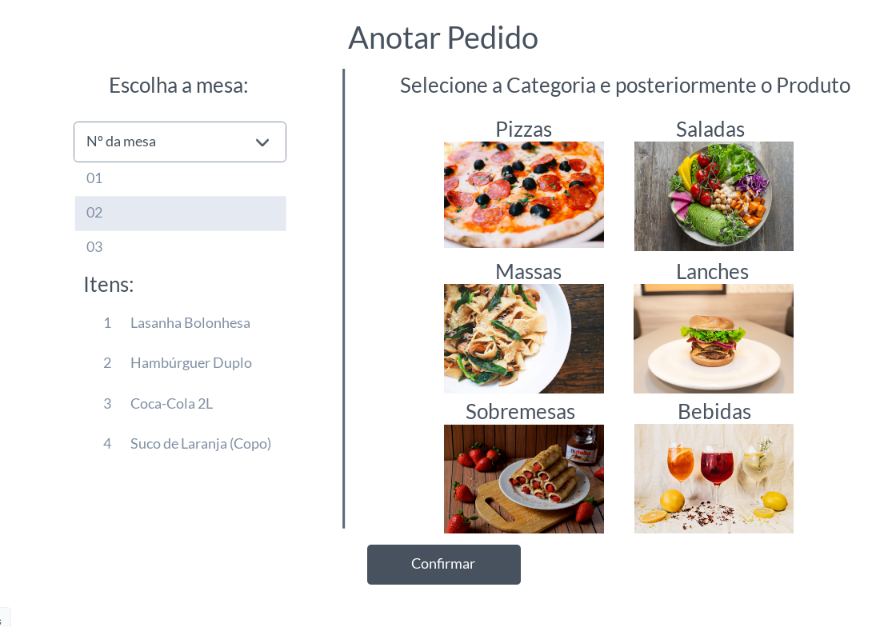 Anotar Pedido
Escolha a mesa:
Nº da mesa
01
02
03
Itens:
1 Lasanha Bolonhesa
2 Hambúrguer Duplo
3 Coca-Cola 2L
4 Suco de Laranja (Copo)
Selecione a Categoria e posteriormente o Produto
Pizzas Saladas
Massas Lanches
Sobremesas Bebidas
Confirmar